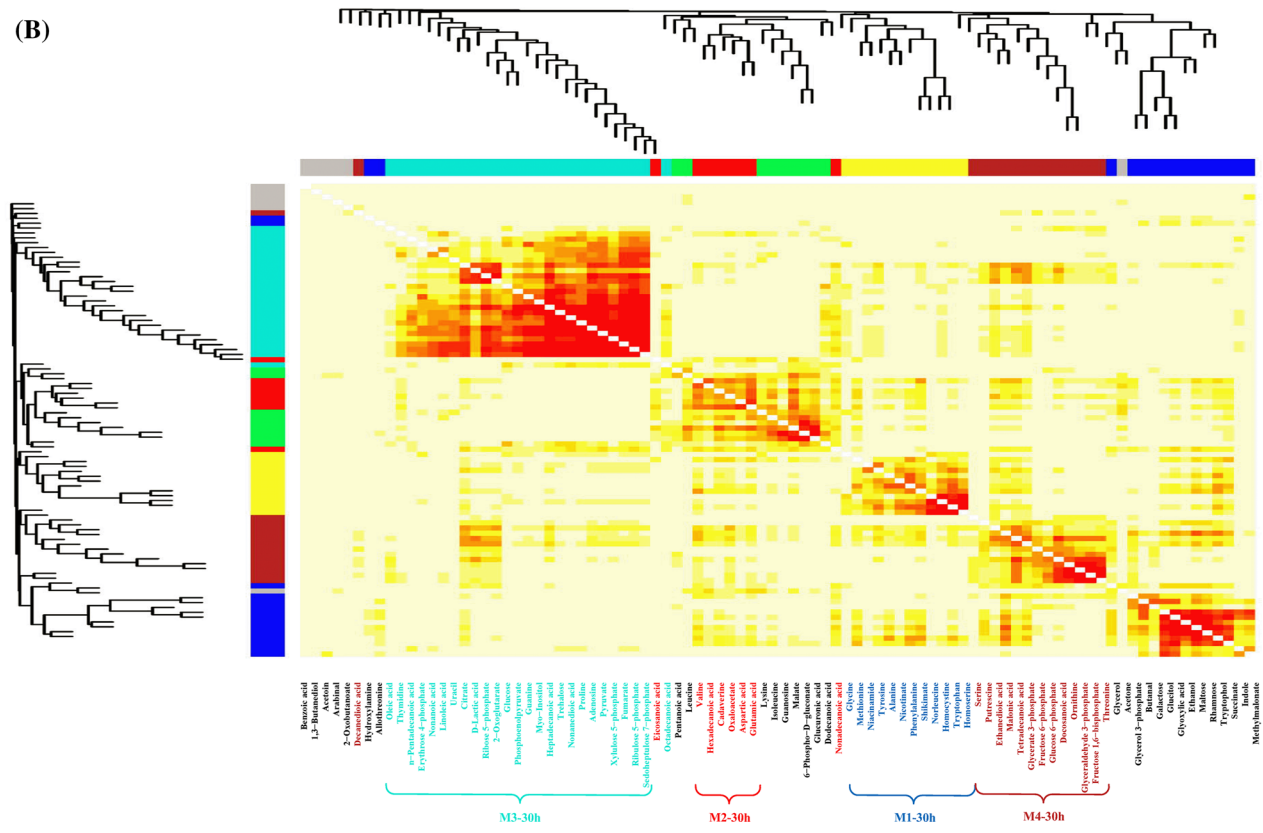 (B)
Benzoic acid
1,3−Butanediol
Acetoin
Arabinal
2−Oxobutanoate
Decanedioic acid
Hydroxylamine
Allthreonine
Oleic acid
Thymidine
n−Pentadecanoic acid
Erythrose 4−phosphate
Nonanoic acid
Linoleic acid
Uracil
Citrate
D−Lactic acid
Ribose 5−phosphate
2−Oxoglutarate
Glucose
Phosphoenolpyruvate
Guanine
Myo−Inositol
Heptadecanoic acid
Trehalose
Nonanedioic acid
Proline
Adenosine
Pyruvate
Xylulose 5−phosphate
Fumarate
Ribulose 5−phosphate
Sedoheptulose 7−phosphate
Eicosanoic acid
Octadecanoic acid
Pentanoic acid
Leucine
Valine
Hexadecanoic acid
Cadaverine
Oxaloacetate
Aspartic acid
Glutamic acid
Lysine
Isoleucine
Guanosine
Malate
6−Phospho−D−gluconate
Glucuronic acid
Dodecanoic acid
Nonadecanoic acid
Glycine
Methionine
Niacinamide
Tyrosine
Alanine
Nicotinate
Phenylalanine
Shikimate
Norleucine
Homocystine
Tryptophan
Homoserine
Serine
Putrescine
Ethanedioic acid
Malonic acid
Tetradecanoic acid
Glycerate 3−phosphate
Fructose 6−phosphate
Glucose 6−phosphate
Docosanoic acid
Ornithine
Glyceraldehyde 3−phosphate
Fructose 1,6−bisphosphate
Threonine
Glycerol
Acetone
Glycerol 3−phosphate
Butanal
Galactose
Glucitol
Glyoxylic acid
Ethanol
Maltose
Rhamnose
Tryptophol
Succinate
Indole
Methylmalonate
M3-30h
M2-30h
M1-30h
M4-30h